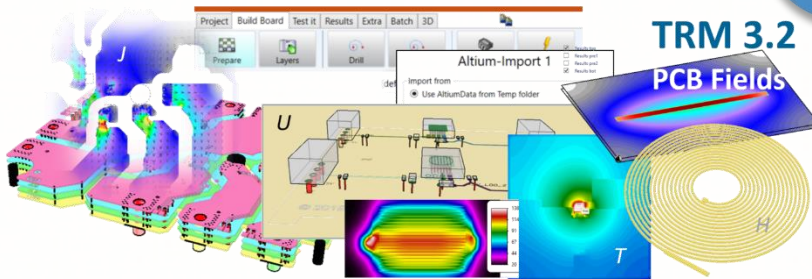 Project Build Board Test it Results Extra Batch 3D
Prepare
Layers
Drill
TRM 3.2
PCB Fields
Altium-Import 1
Import from
Use AltiumData from Temp folder
J
U
T
H